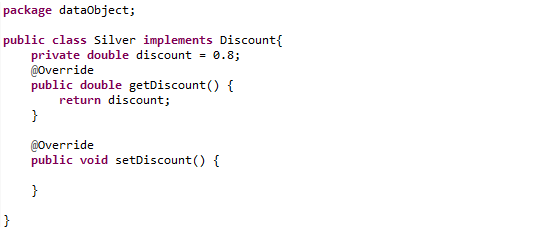 package dataObject;
public class Silver implements Discount{
private double discount = 0.8;
@Override
public double getDiscount() {
return discount;
}
@Override
public void setDiscount() {
}
}